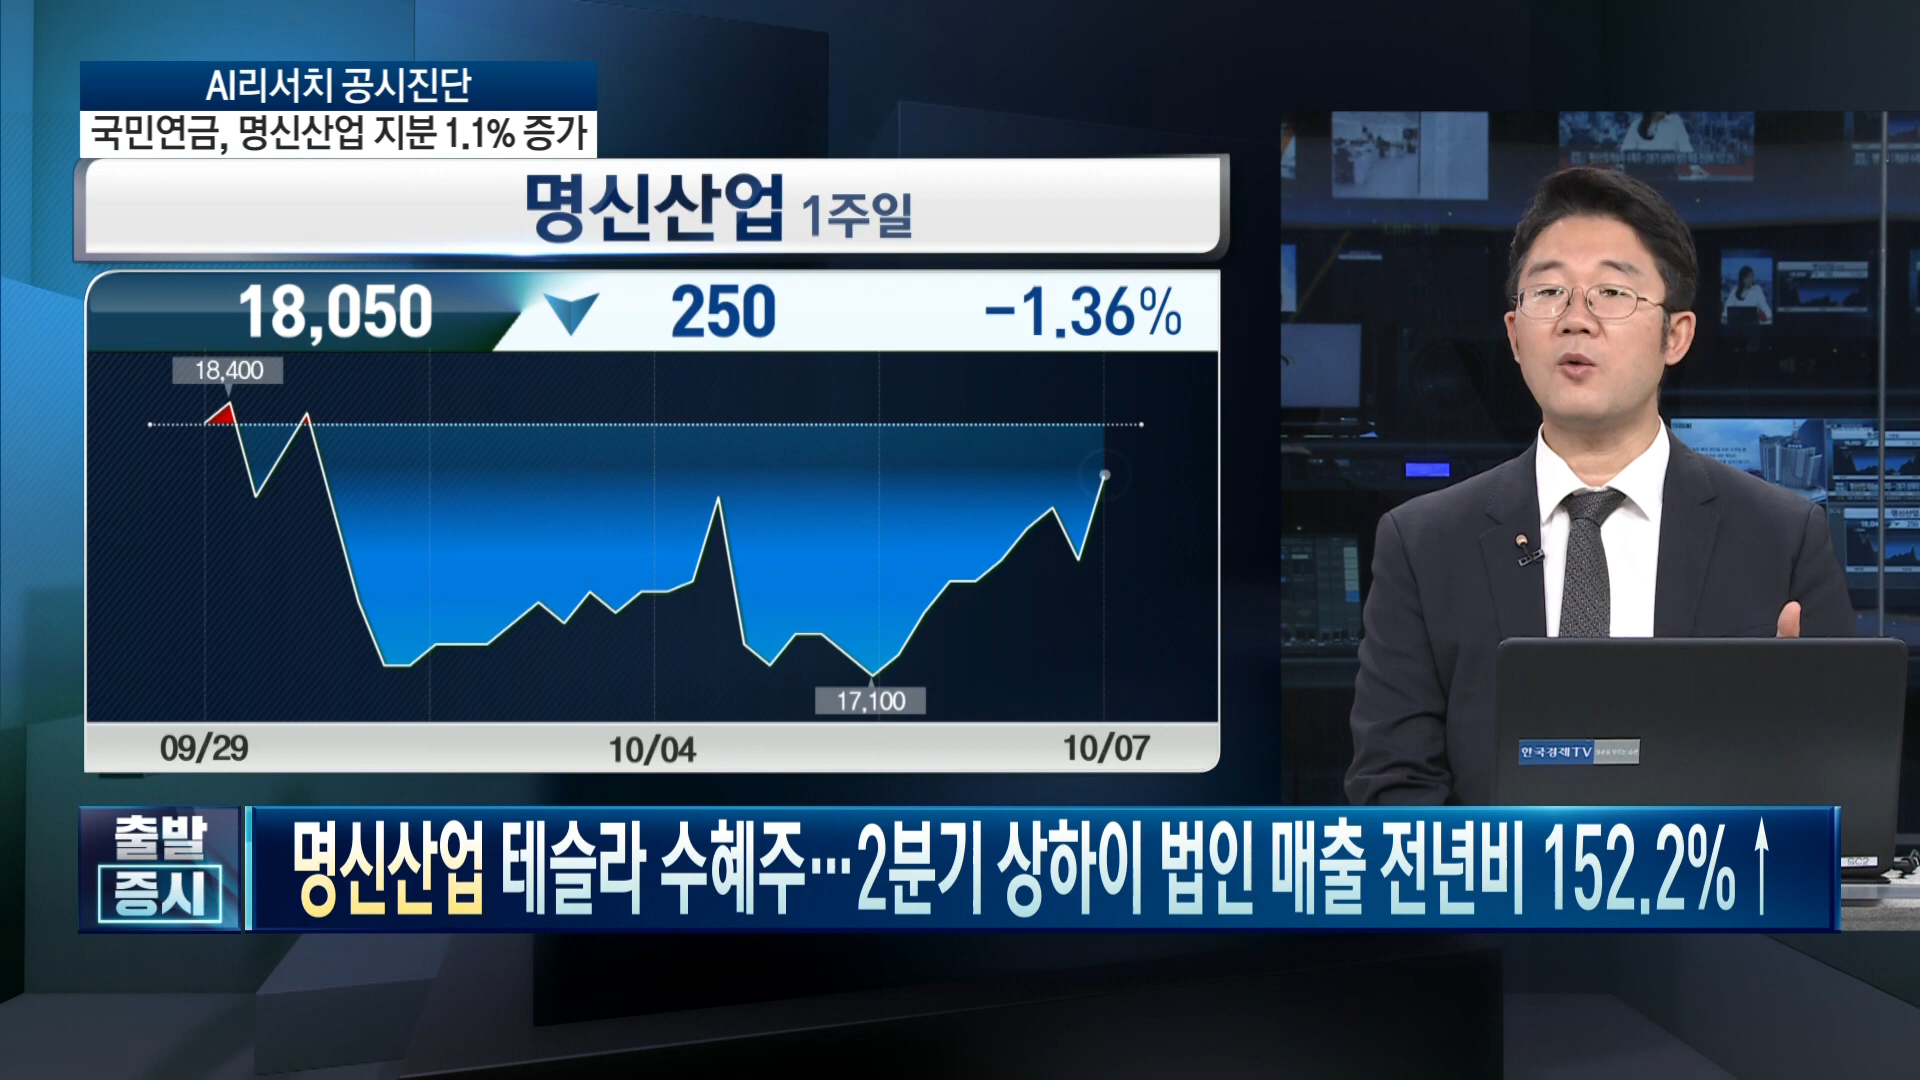 AI리서치 공시진단
국민연금, 명신산업 지분 1.1% 증가
명신산업 1주일
18,050 ▼ 250 -1.36%
18,400
17,100
09/29 10/04 10/07
한국경제TV
출발
증시
명신산업 테슬라 수혜주…2분기 상하이 법인 매출 전년비 152.2%↑